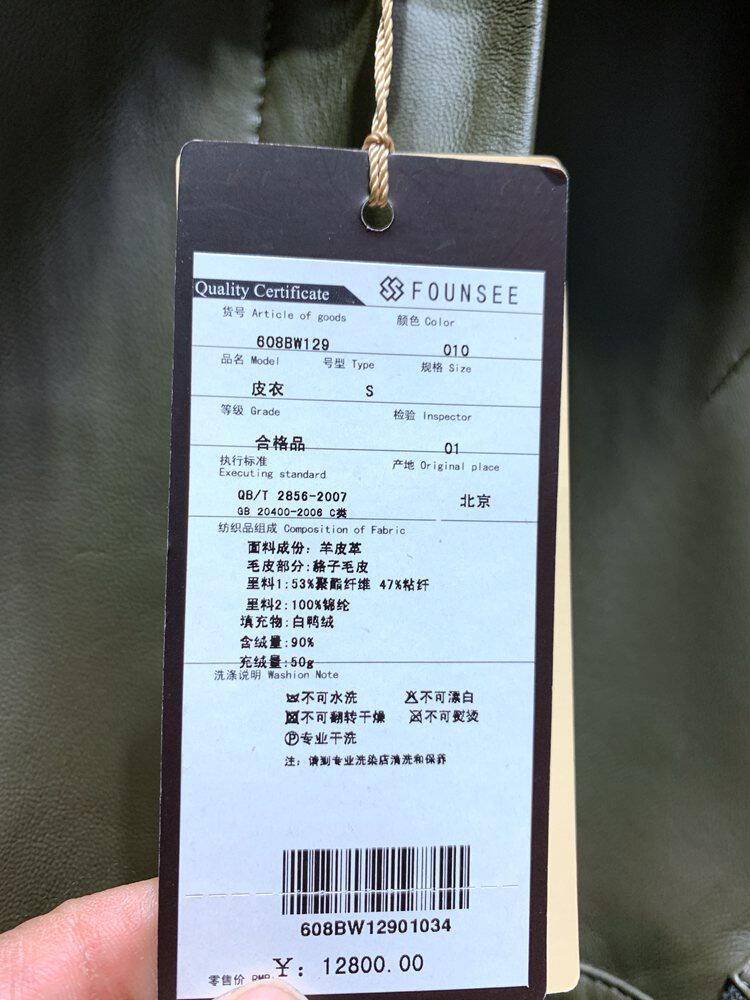 Quality Certificate FOUNSEE
货号 Article of goods 颜色 Color
608BW129 010
品名 Model 号型 Type 规格 Size
皮衣 S
等级 Grade 检验 Inspector
合格品 01
执行标准 产地 Original place
Executing standard
QB/T 2856-2007 北京
GB 20400-2006 C类
纺织品组成 Composition of Fabric
面料成份: 羊皮革
毛皮部分:貉子毛皮
里料1:53%聚酯纤维 47%粘纤
里料2:100%锦纶
填充物:白鸭绒
含绒量:90%
充绒量:50g
洗涤说明 Washion Note
不可水洗 不可漂白
不可翻转干燥 不可熨烫
Ⓟ专业干洗
注: 请到专业洗染店清洗和保养
608BW12901034
零售价 RMB ¥: 12800.00